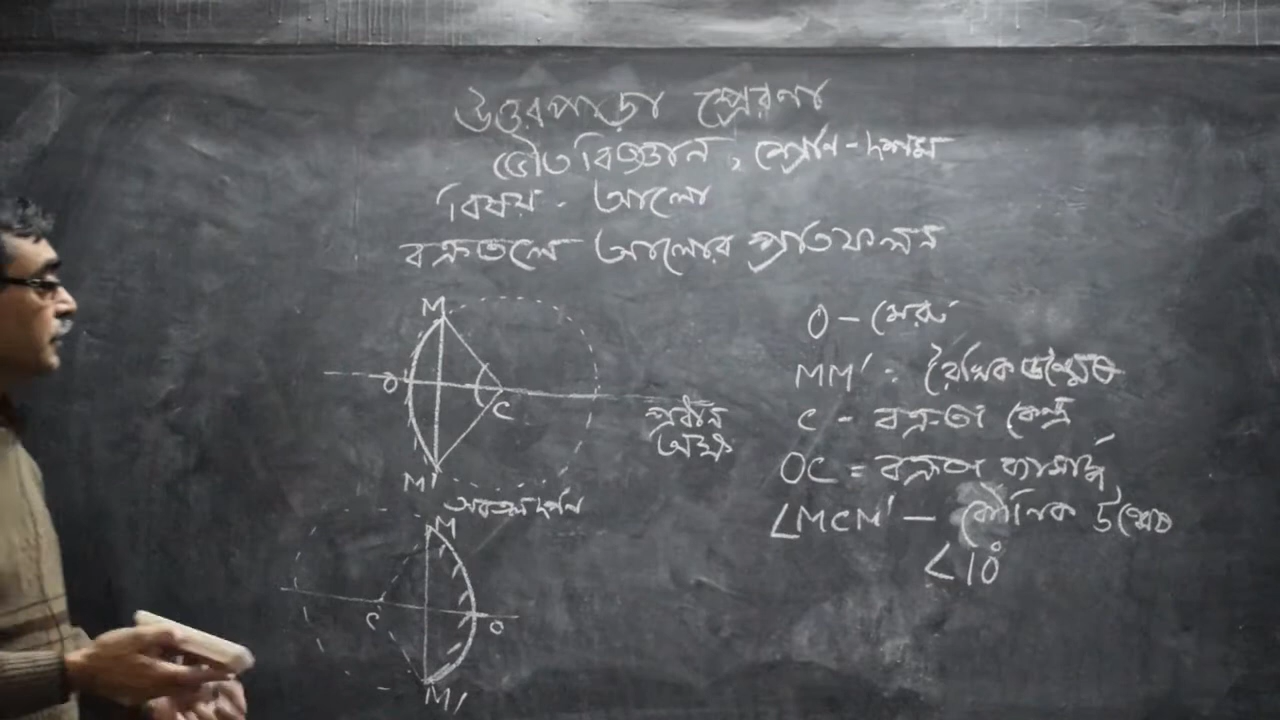 উত্তরপাড়া প্রেরণা
ভৌতবিজ্ঞান, শ্রেণি-দশম
বিষয়- আলো
বক্রতলে আলোর প্রতিফলন
M
O
C
M'
প্রধান
অক্ষ
অবতল দর্পণ
M
C
O
M'
O - মেরু
MM' : রৈখিক উন্মেষ
C - বক্রতা কেন্দ্র
OC = বক্রতা ব্যাসার্ধ
∠MCM' - কৌণিক উন্মেষ
< 10°